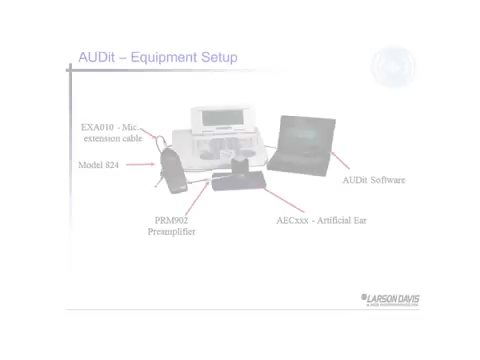 AUDit – Equipment Setup
EXA010 - Mic.
extension cable
Model 824
AUDit Software
PRM902
Preamplifier
AECxxx - Artificial Ear
LARSON DAVIS